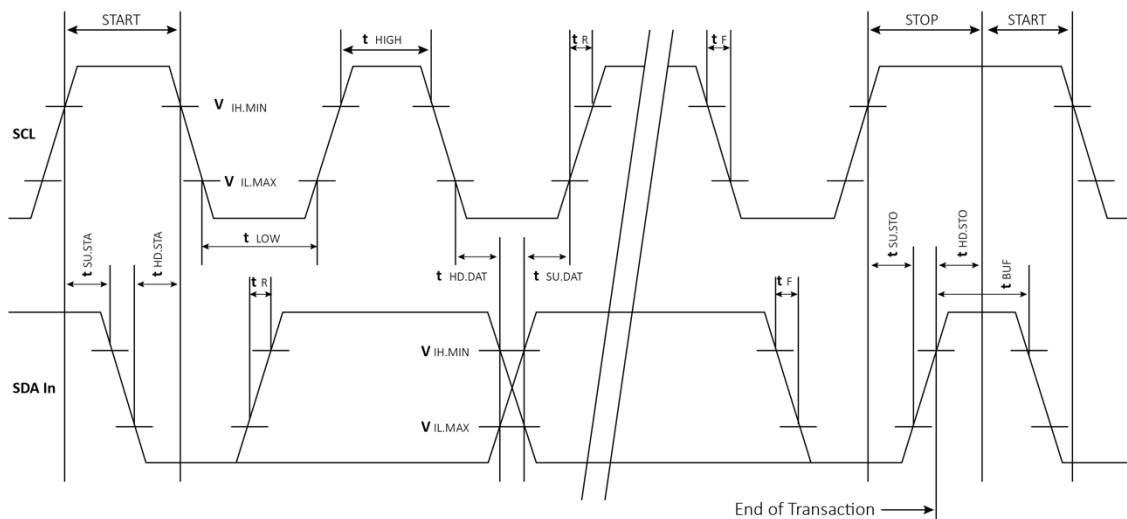 START
STOP
START
t HIGH
t R
t F
V IH.MIN
SCL
V IL.MAX
t LOW
t SU.STA
t HD.STA
t HD.DAT
t SU.DAT
t SU.STO
t HD.STO
t R
t F
t BUF
V IH.MIN
SDA In
V IL.MAX
End of Transaction